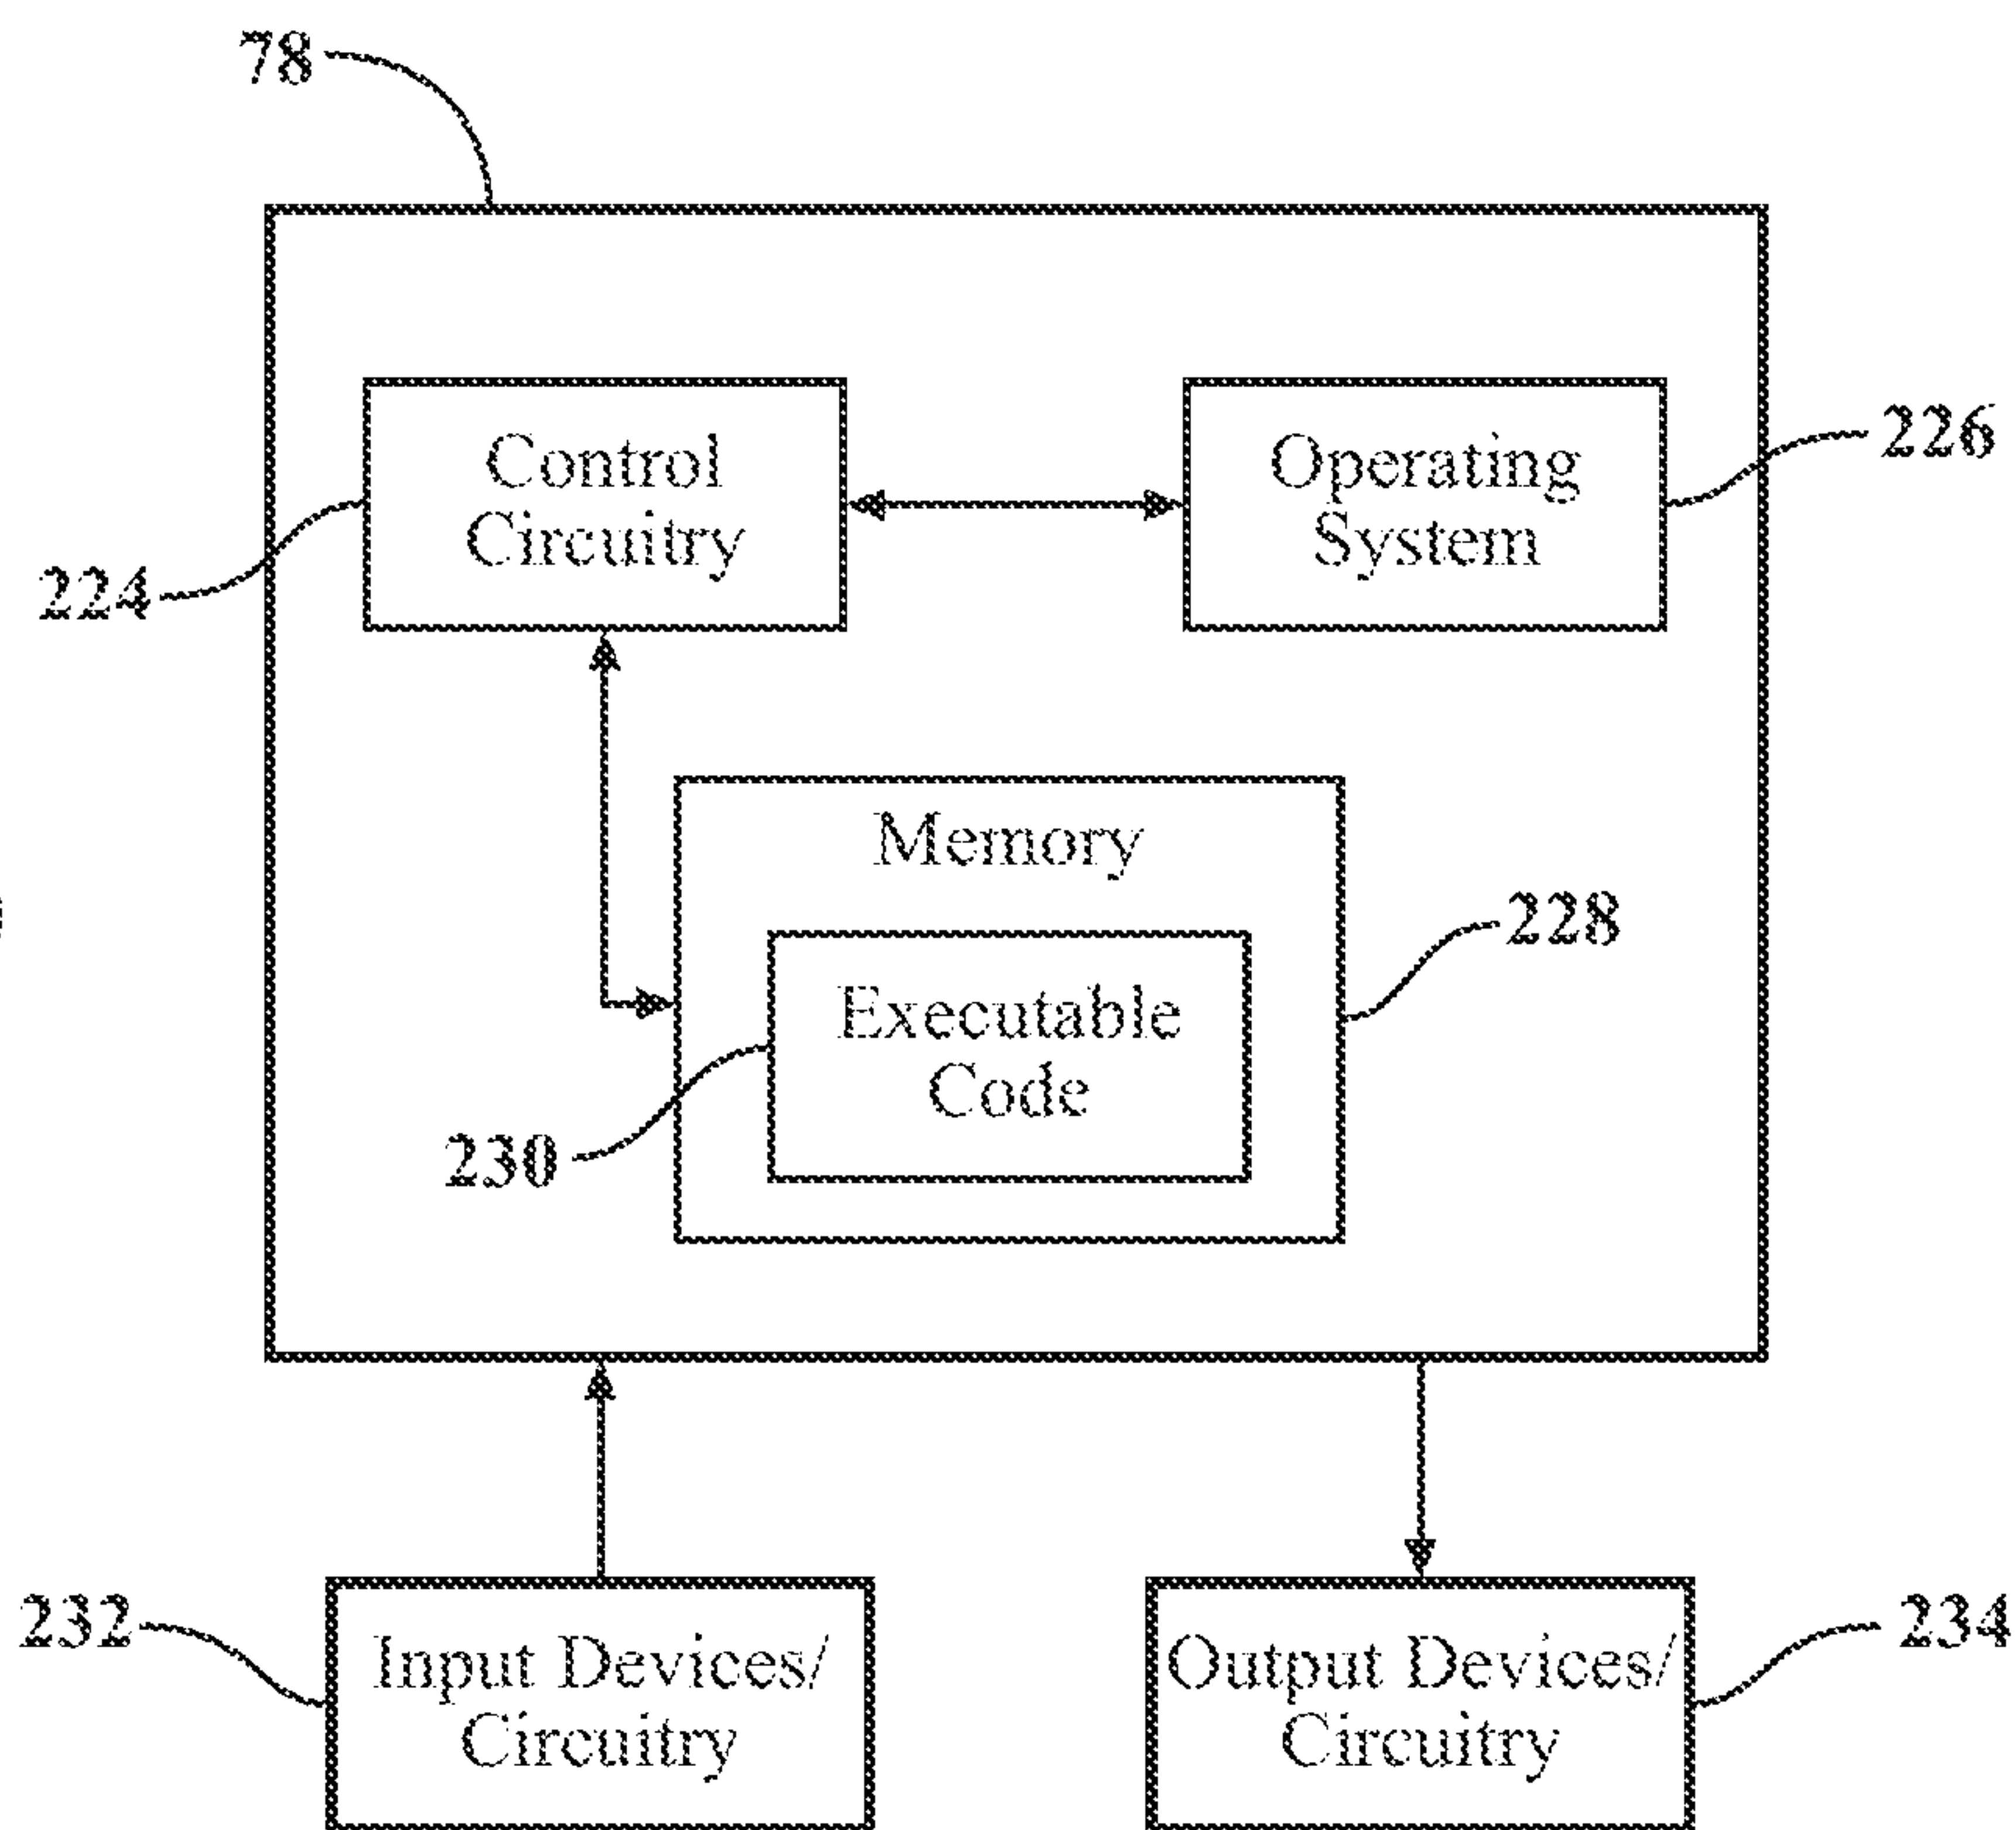 78
Control
Circuitry
Operating
System
226
224
Memory
228
Executable
Code
230
232
Input Devices/
Circuitry
Output Devices/
Circuitry
234